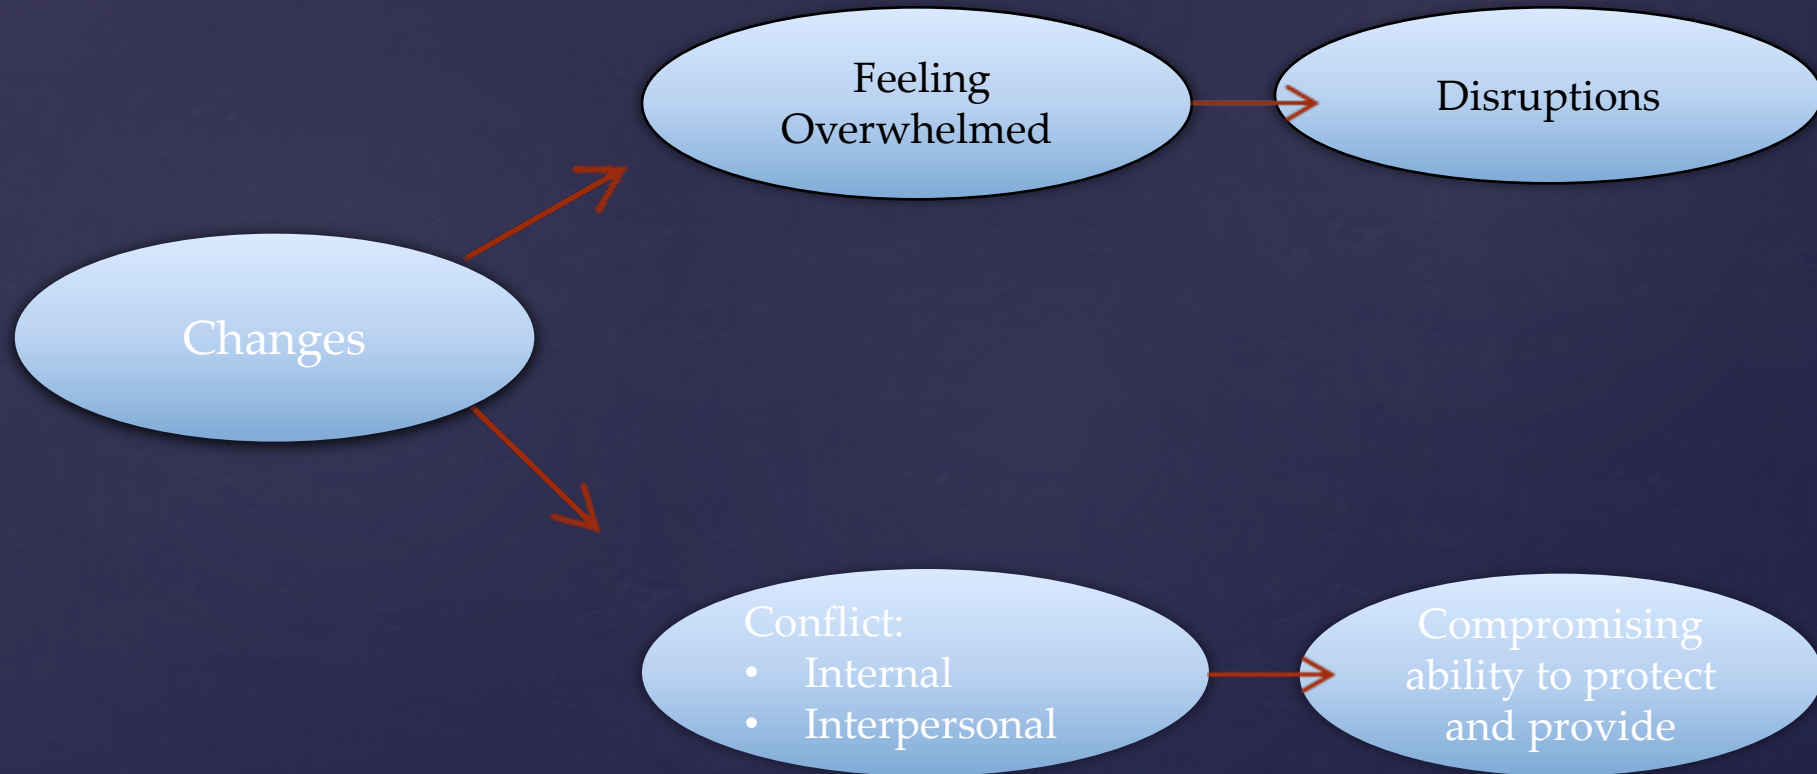 Feeling
Overwhelmed
Disruptions
Changes
Conflict:
• Internal
• Interpersonal
Compromising
ability to protect
and provide